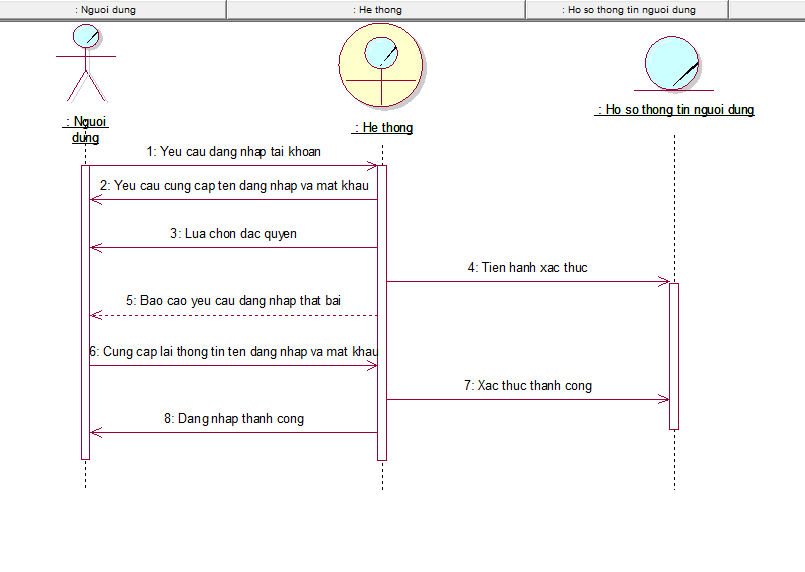 : Nguoi dung
: He thong
: Ho so thong tin nguoi dung
: Nguoi
dung
: He thong
: Ho so thong tin nguoi dung
1: Yeu cau dang nhap tai khoan
2: Yeu cau cung cap ten dang nhap va mat khau
3: Lua chon dac quyen
4: Tien hanh xac thuc
5: Bao cao yeu cau dang nhap that bai
6: Cung cap lai thong tin ten dang nhap va mat khau
7: Xac thuc thanh cong
8: Dang nhap thanh cong